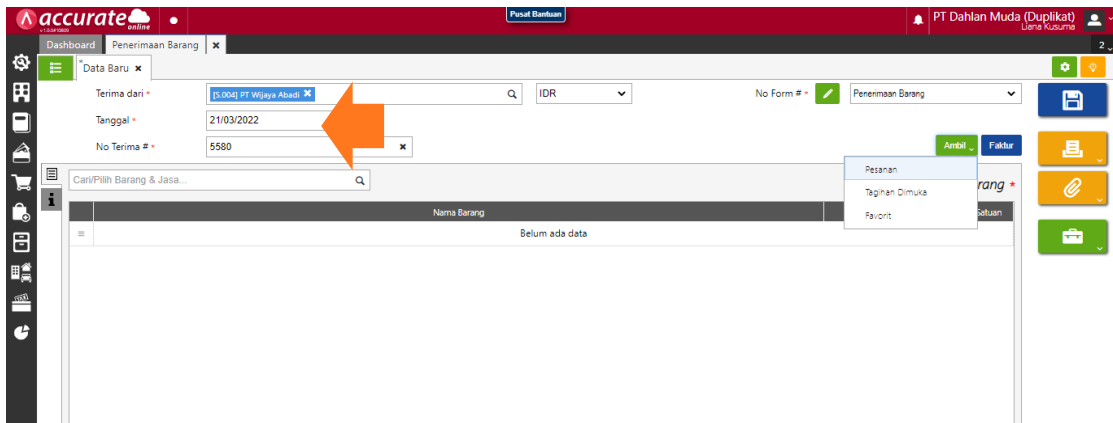 accurate online
Pusat Bantuan
PT Dahlan Muda (Duplikat)
Liana Kusuma
Dashboard
Penerimaan Barang
2
*Data Baru
Terima dari *
[S.004] PT Wijaya Abadi
IDR
No Form # *
Penerimaan Barang
Tanggal *
21/03/2022
No Terima # *
5580
Ambil
Faktur
Pesanan
Tagihan Dimuka
Favorit
Cari/Pilih Barang & Jasa...
rang *
Nama Barang
Satuan
Belum ada data